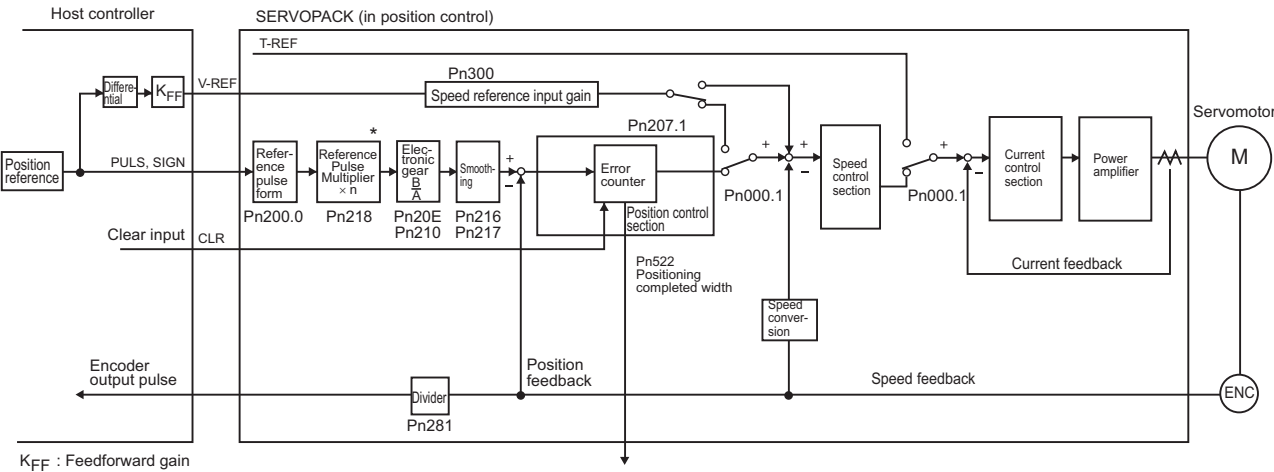 Host controller
SERVOPACK (in position control)
T-REF
Differe-
ntial
KFF
V-REF
Pn300
Speed reference input gain
Pn207.1
Servomotor
Position
reference
PULS, SIGN
Refer-
ence
pulse
form
Pn200.0
*
Reference
Pulse
Multiplier
× n
Pn218
Elec-
tronic
gear
B
A
Pn20E
Pn210
Smooth-
ing
Pn216
Pn217
+
−
Error
counter
Position control
section
Pn000.1
+
+
+
−
Speed
control
section
Pn000.1
+
−
Current
control
section
Power
amplifier
M
Clear input
CLR
Pn522
Positioning
completed width
Current feedback
Speed
conver-
sion
Encoder
output pulse
Divider
Pn281
Position
feedback
Speed feedback
ENC
KFF : Feedforward gain